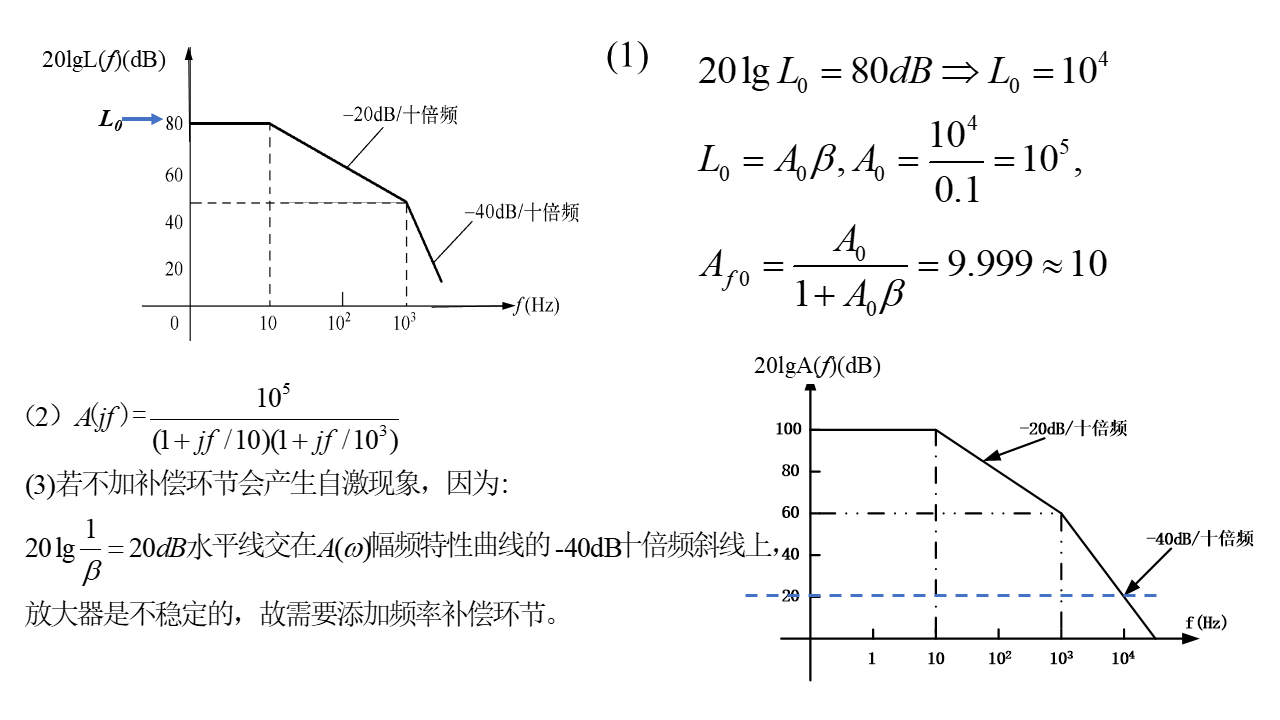 20lgL(f)(dB)
L₀
80
60
40
20
0
10
10²
10³
f(Hz)
−20dB/十倍频
−40dB/十倍频
(1)
20 lg L₀ = 80dB ⇒ L₀ = 10⁴
L₀ = A₀β, A₀ = 10⁴/0.1 = 10⁵,
A_f0 = A₀/(1+A₀β) = 9.999 ≈ 10
（2）A(jf)= 10⁵/((1+jf/10)(1+jf/10³))
(3)若不加补偿环节会产生自激现象，因为:
20 lg 1/β = 20dB水平线交在A(ω)幅频特性曲线的 -40dB十倍频斜线上，
放大器是不稳定的，故需要添加频率补偿环节。
20lgA(f)(dB)
100
80
60
40
20
1
10
10²
10³
10⁴
f(Hz)
-20dB/十倍频
-40dB/十倍频